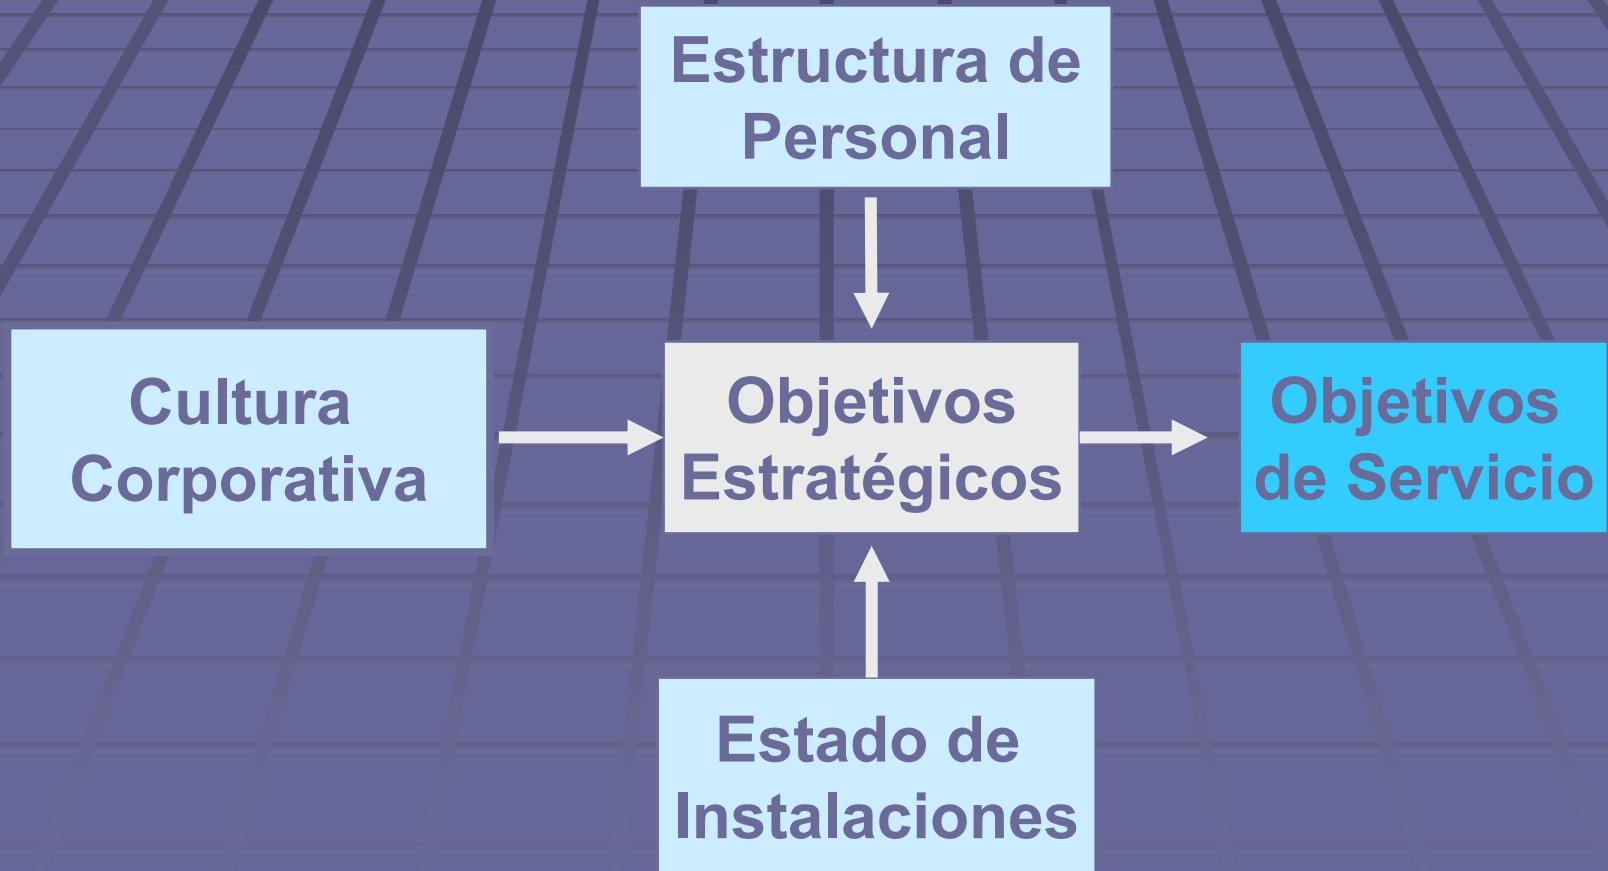 Estructura de
Personal
Cultura
Corporativa
Objetivos
Estratégicos
Objetivos
de Servicio
Estado de
Instalaciones